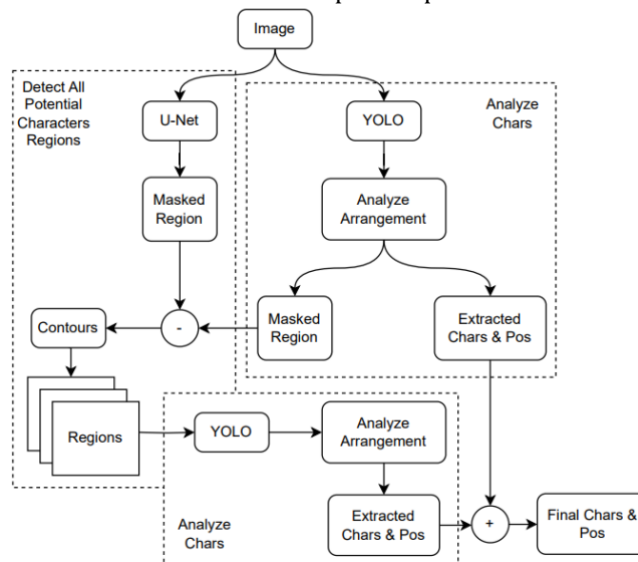 Image
Detect All
Potential
Characters
Regions
U-Net
YOLO
Analyze
Chars
Masked
Region
Analyze
Arrangement
Contours
-
Masked
Region
Extracted
Chars & Pos
Regions
YOLO
Analyze
Arrangement
Analyze
Chars
Extracted
Chars & Pos
+
Final Chars &
Pos